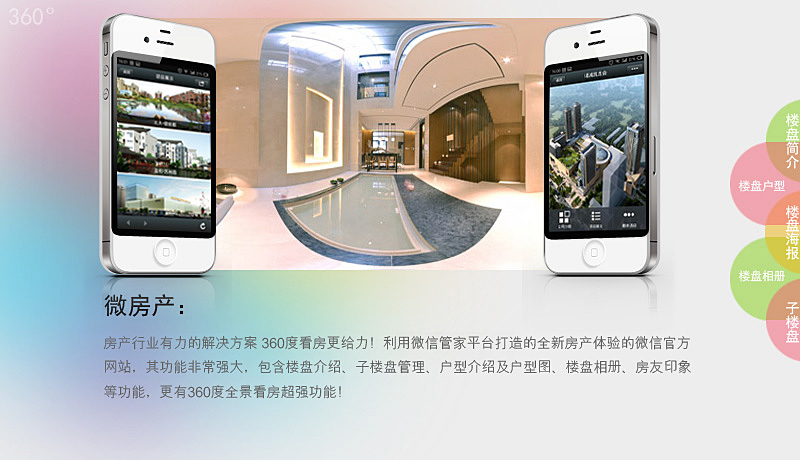 360°
楼盘简介
楼盘户型
楼盘海报
楼盘相册
子楼盘
微房产：
房产行业有力的解决方案 360度看房更给力！利用微信管家平台打造的全新房产体验的微信官方
网站，其功能非常强大，包含楼盘介绍、子楼盘管理、户型介绍及户型图、楼盘相册、房友印象
等功能，更有360度全景看房超强功能！